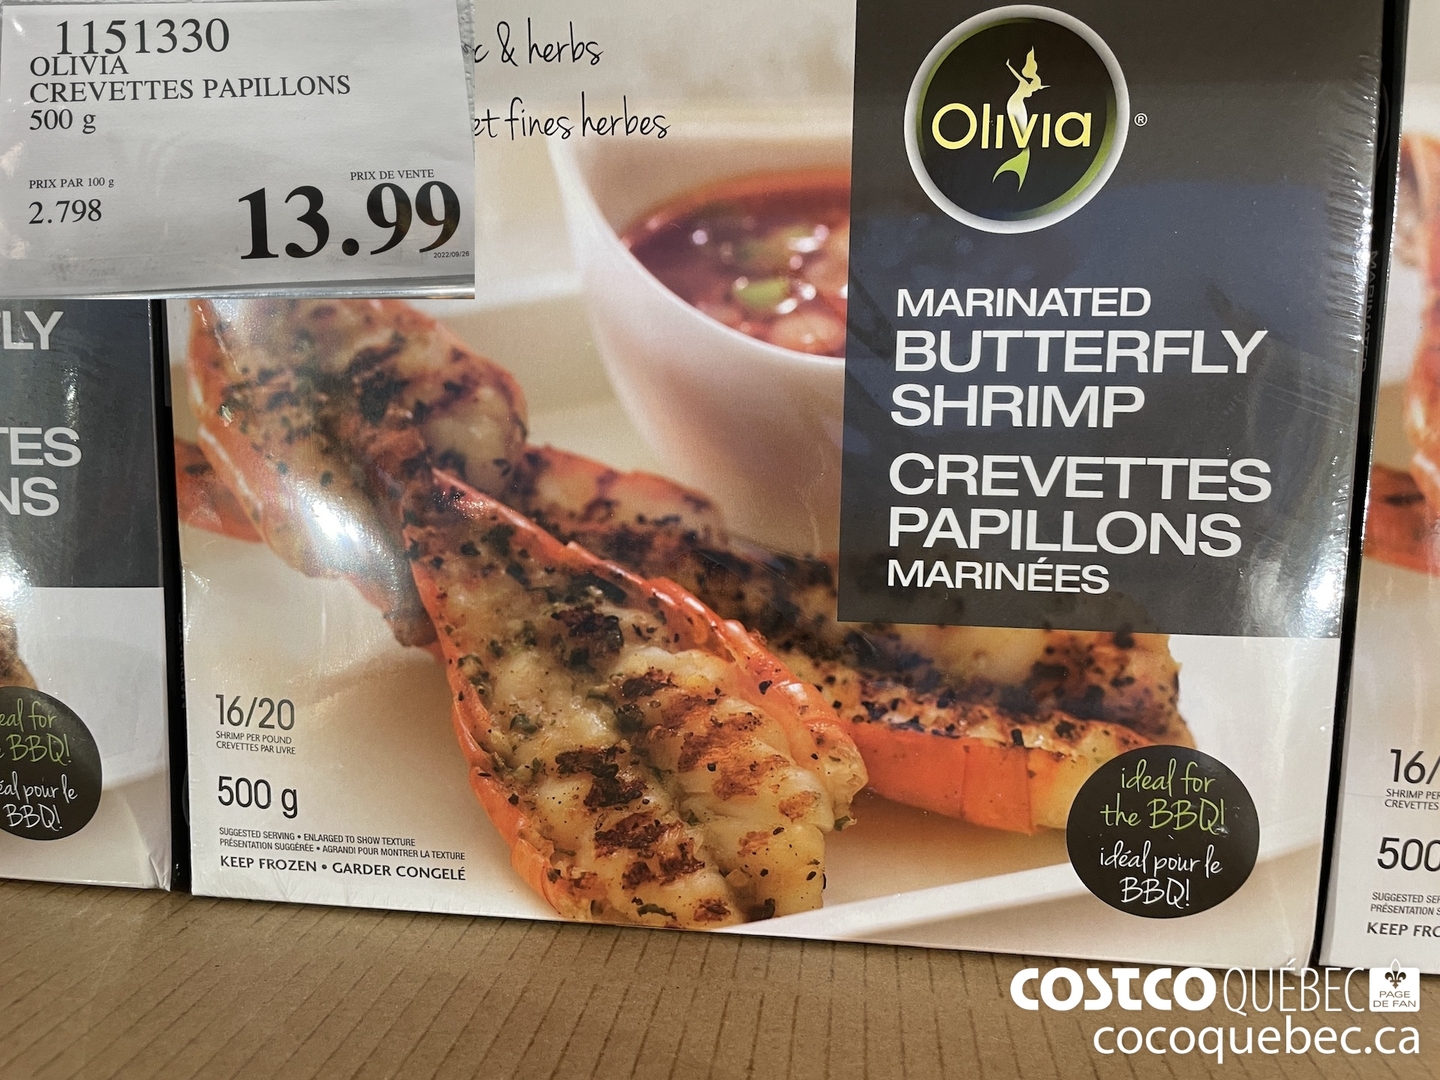 1151330
OLIVIA
CREVETTES PAPILLONS
500 g
PRIX PAR 100 g
2.798
PRIX DE VENTE
13.99
2022/09/26
& herbs
et fines herbes
Olivia
®
MARINATED
BUTTERFLY
SHRIMP
CREVETTES
PAPILLONS
MARINÉES
16/20
SHRIMP PER POUND
CREVETTES PAR LIVRE
500 g
SUGGESTED SERVING • ENLARGED TO SHOW TEXTURE
PRÉSENTATION SUGGÉRÉE • AGRANDI POUR MONTRER LA TEXTURE
KEEP FROZEN • GARDER CONGELÉ
ideal for
the BBQ!
idéal pour le
BBQ!
LY
TES
NS
eal for
e BBQ!
éal pour le
BBQ!
16/
SHRIMP PER
CREVETTES
500
SUGGESTED SER
PRÉSENTATION S
KEEP FRO
COSTCO QUÉBEC
PAGE
DE FAN
cocoquebec.ca